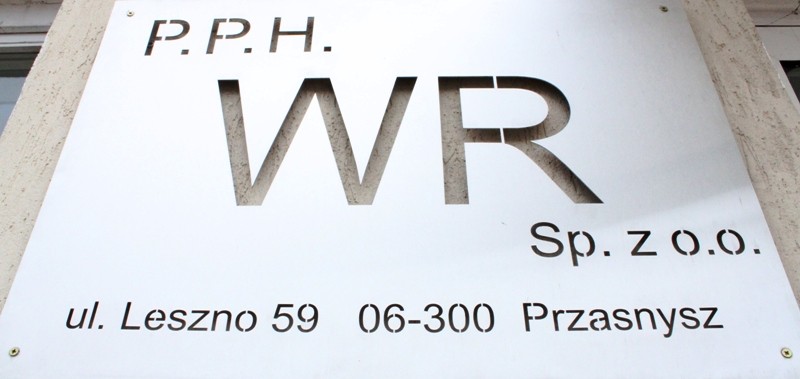 P.P.H.
WR
Sp. z o.o.
ul. Leszno 59 06-300 Przasnysz